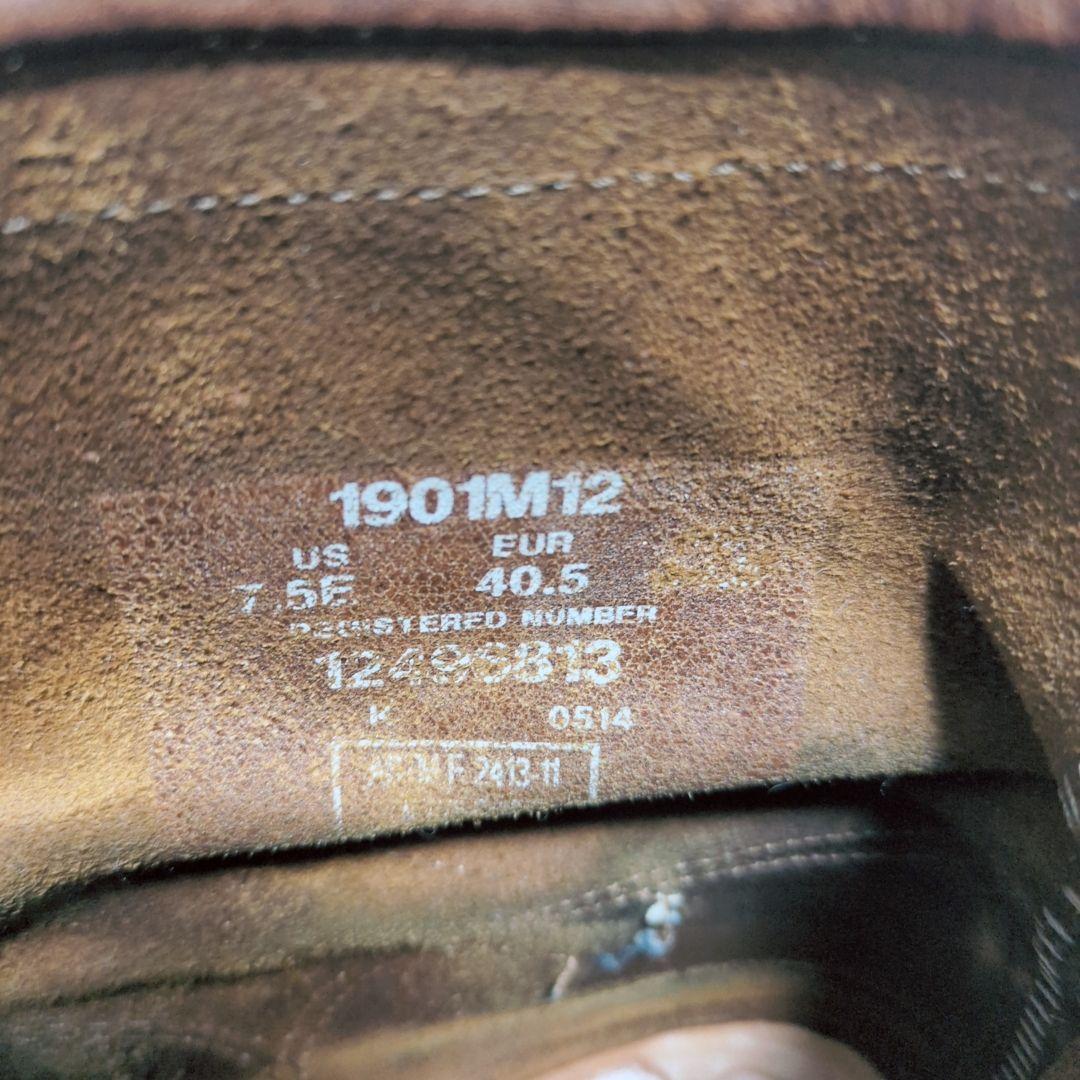 1901M12
US EUR
7.5E 40.5
REGISTERED NUMBER
12496813
K 0514
ASTM F 2413-11